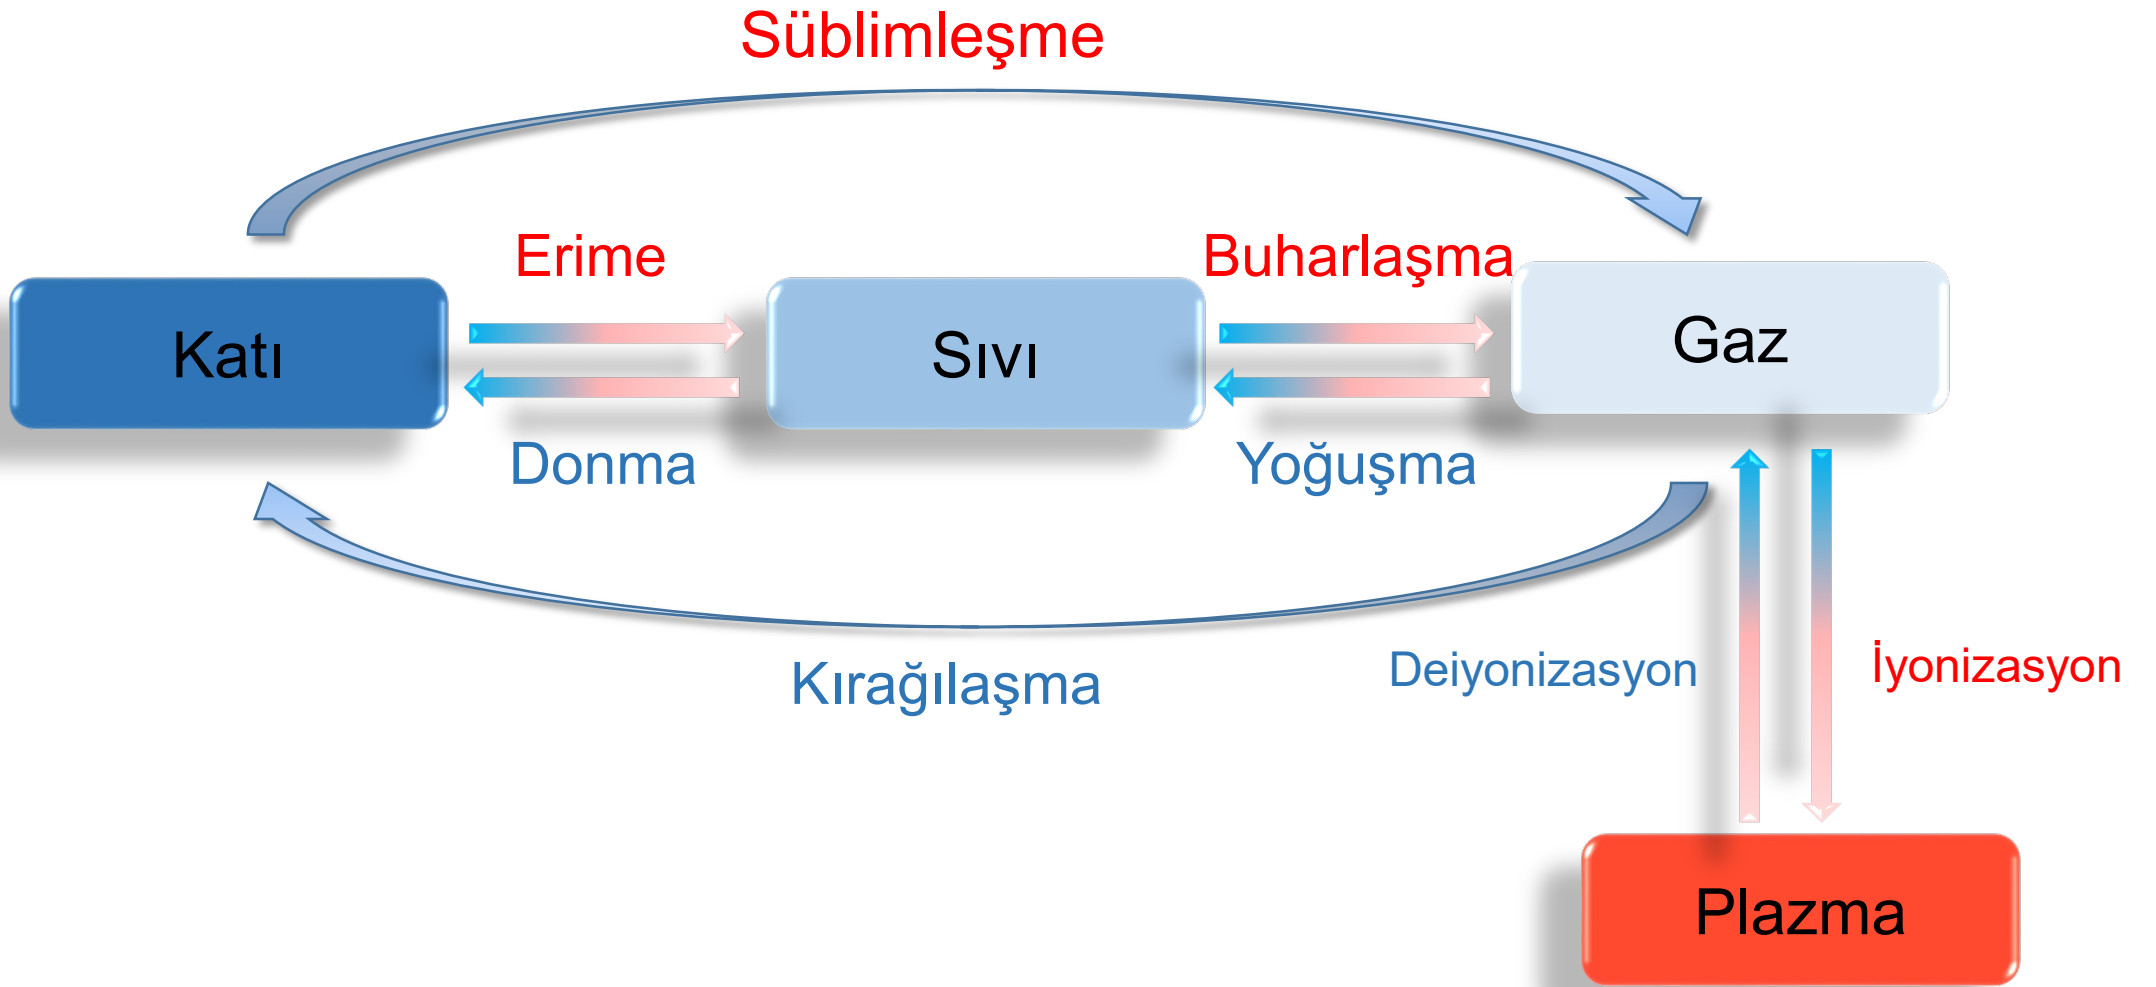 Süblimleşme
Erime
Buharlaşma
Katı
Sıvı
Gaz
Donma
Yoğuşma
Kırağılaşma
Deiyonizasyon
İyonizasyon
Plazma